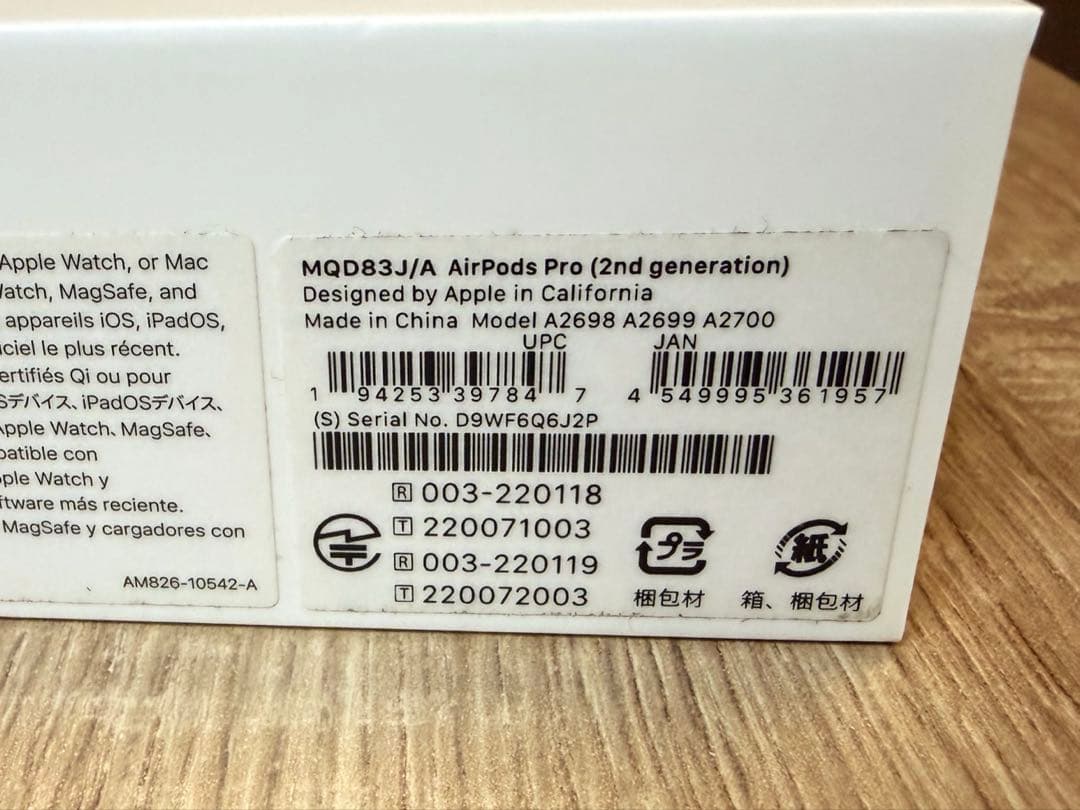 Apple Watch, or Mac
Watch, MagSafe, and
appareils iOS, iPadOS,
ciel le plus récent.
ertifiés Qi ou pour
Sデバイス、iPadOSデバイス、
Apple Watch、MagSafe、
patible con
pple Watch y
ftware más reciente.
MagSafe y cargadores con
AM826-10542-A
MQD83J/A AirPods Pro (2nd generation)
Designed by Apple in California
Made in China Model A2698 A2699 A2700
UPC JAN
1 94253 39784 7 4 549995 361957
(S) Serial No. D9WF6Q6J2P
R 003-220118
T 220071003
R 003-220119
T 220072003
プラ
紙
梱包材
箱、梱包材